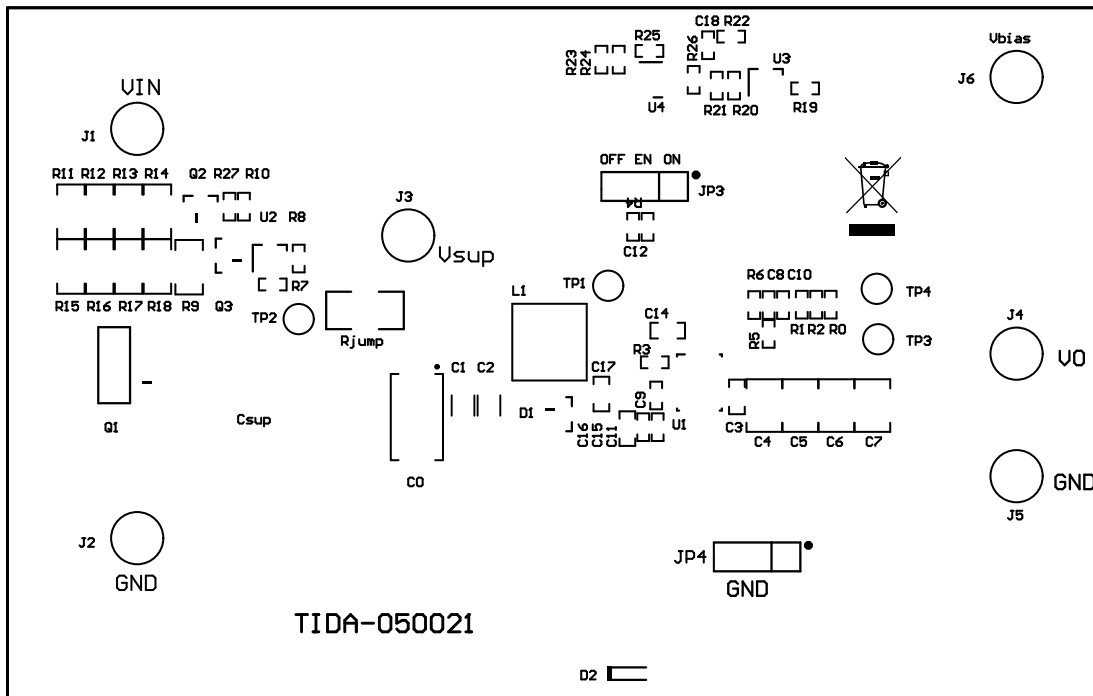 C18 R22
Vbias
R25
R23
R24
R26
U3
J6
VIN
U4
R21 R20
R19
J1
OFF EN ON
R11 R12 R13 R14
Q2 R27 R10
JP3
J3
R4
U2 R8
Vsup
C12
TP1
R6 C8 C10
TP4
R15 R16 R17 R18
R9
Q3
R7
L1
TP2
C14
R1 R2 R0
J4
Rjump
R5
TP3
R3
VO
C1 C2
C17
C9
D1
Q1
Csup
C16
C15
C11
U1
C3
C4 C5 C6 C7
C0
GND
J5
J2
JP4
GND
GND
TIDA-050021
D2